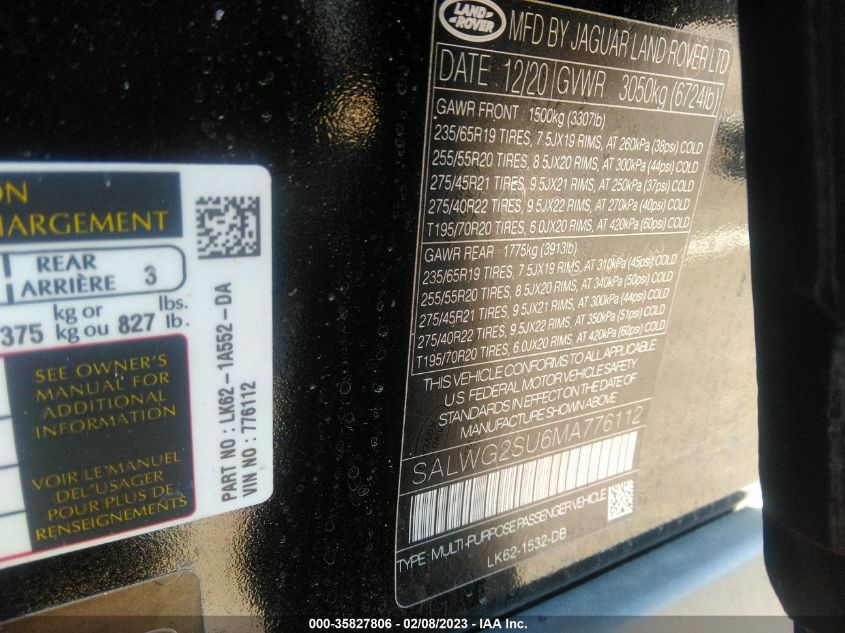 ON
HARGEMENT
REAR
ARRIÈRE 3
375 kg or kg ou 827 lbs. lb.
SEE OWNER'S
MANUAL FOR
ADDITIONAL
INFORMATION
VOIR LE MANUEL
DE L'USAGER
POUR PLUS DE
RENSEIGNEMENTS
PART NO : LK62-1A552-DA
VIN NO : 776112
LAND ROVER
MFD BY JAGUAR LAND ROVER LTD
DATE 12/20 GVWR 3050kg (6724lb)
GAWR FRONT : 1500kg (3307lb)
235/65R19 TIRES, 7.5JX19 RIMS, AT 260kPa (38psi) COLD
255/55R20 TIRES, 8.5JX20 RIMS, AT 300kPa (44psi) COLD
275/45R21 TIRES, 9.5JX21 RIMS, AT 250kPa (37psi) COLD
275/40R22 TIRES, 9.5JX22 RIMS, AT 270kPa (40psi) COLD
T195/70R20 TIRES, 6.0JX20 RIMS, AT 420kPa (60psi) COLD
GAWR REAR : 1775kg (3913lb)
235/65R19 TIRES, 7.5JX19 RIMS, AT 310kPa (45psi) COLD
255/55R20 TIRES, 8.5JX20 RIMS, AT 340kPa (50psi) COLD
275/45R21 TIRES, 9.5JX21 RIMS, AT 300kPa (44psi) COLD
275/40R22 TIRES, 9.5JX22 RIMS, AT 350kPa (51psi) COLD
T195/70R20 TIRES, 6.0JX20 RIMS, AT 420kPa (60psi) COLD
THIS VEHICLE CONFORMS TO ALL APPLICABLE
U.S. FEDERAL MOTOR VEHICLE SAFETY
STANDARDS IN EFFECT ON THE DATE OF
MANUFACTURE SHOWN ABOVE
SALWG2SU6MA776112
TYPE: MULTI-PURPOSE PASSENGER VEHICLE
LK62-1532-DB
000-35827806 - 02/08/2023 - IAA Inc.